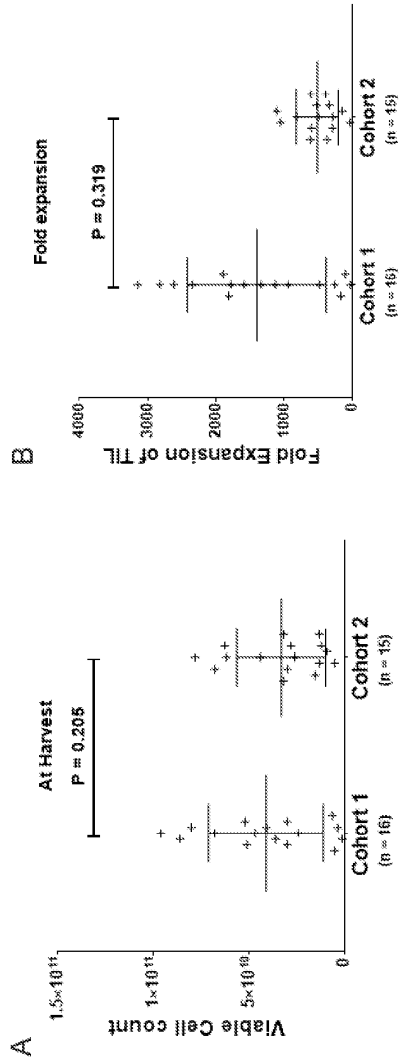 A
At Harvest
P = 0.205
Viable Cell count
1.5×10¹¹
1×10¹¹
5×10¹⁰
0
Cohort 1
(n = 16)
Cohort 2
(n = 15)
B
Fold expansion
P = 0.319
Fold Expansion of TIL
4000
3000
2000
1000
0
Cohort 1
(n = 16)
Cohort 2
(n = 15)